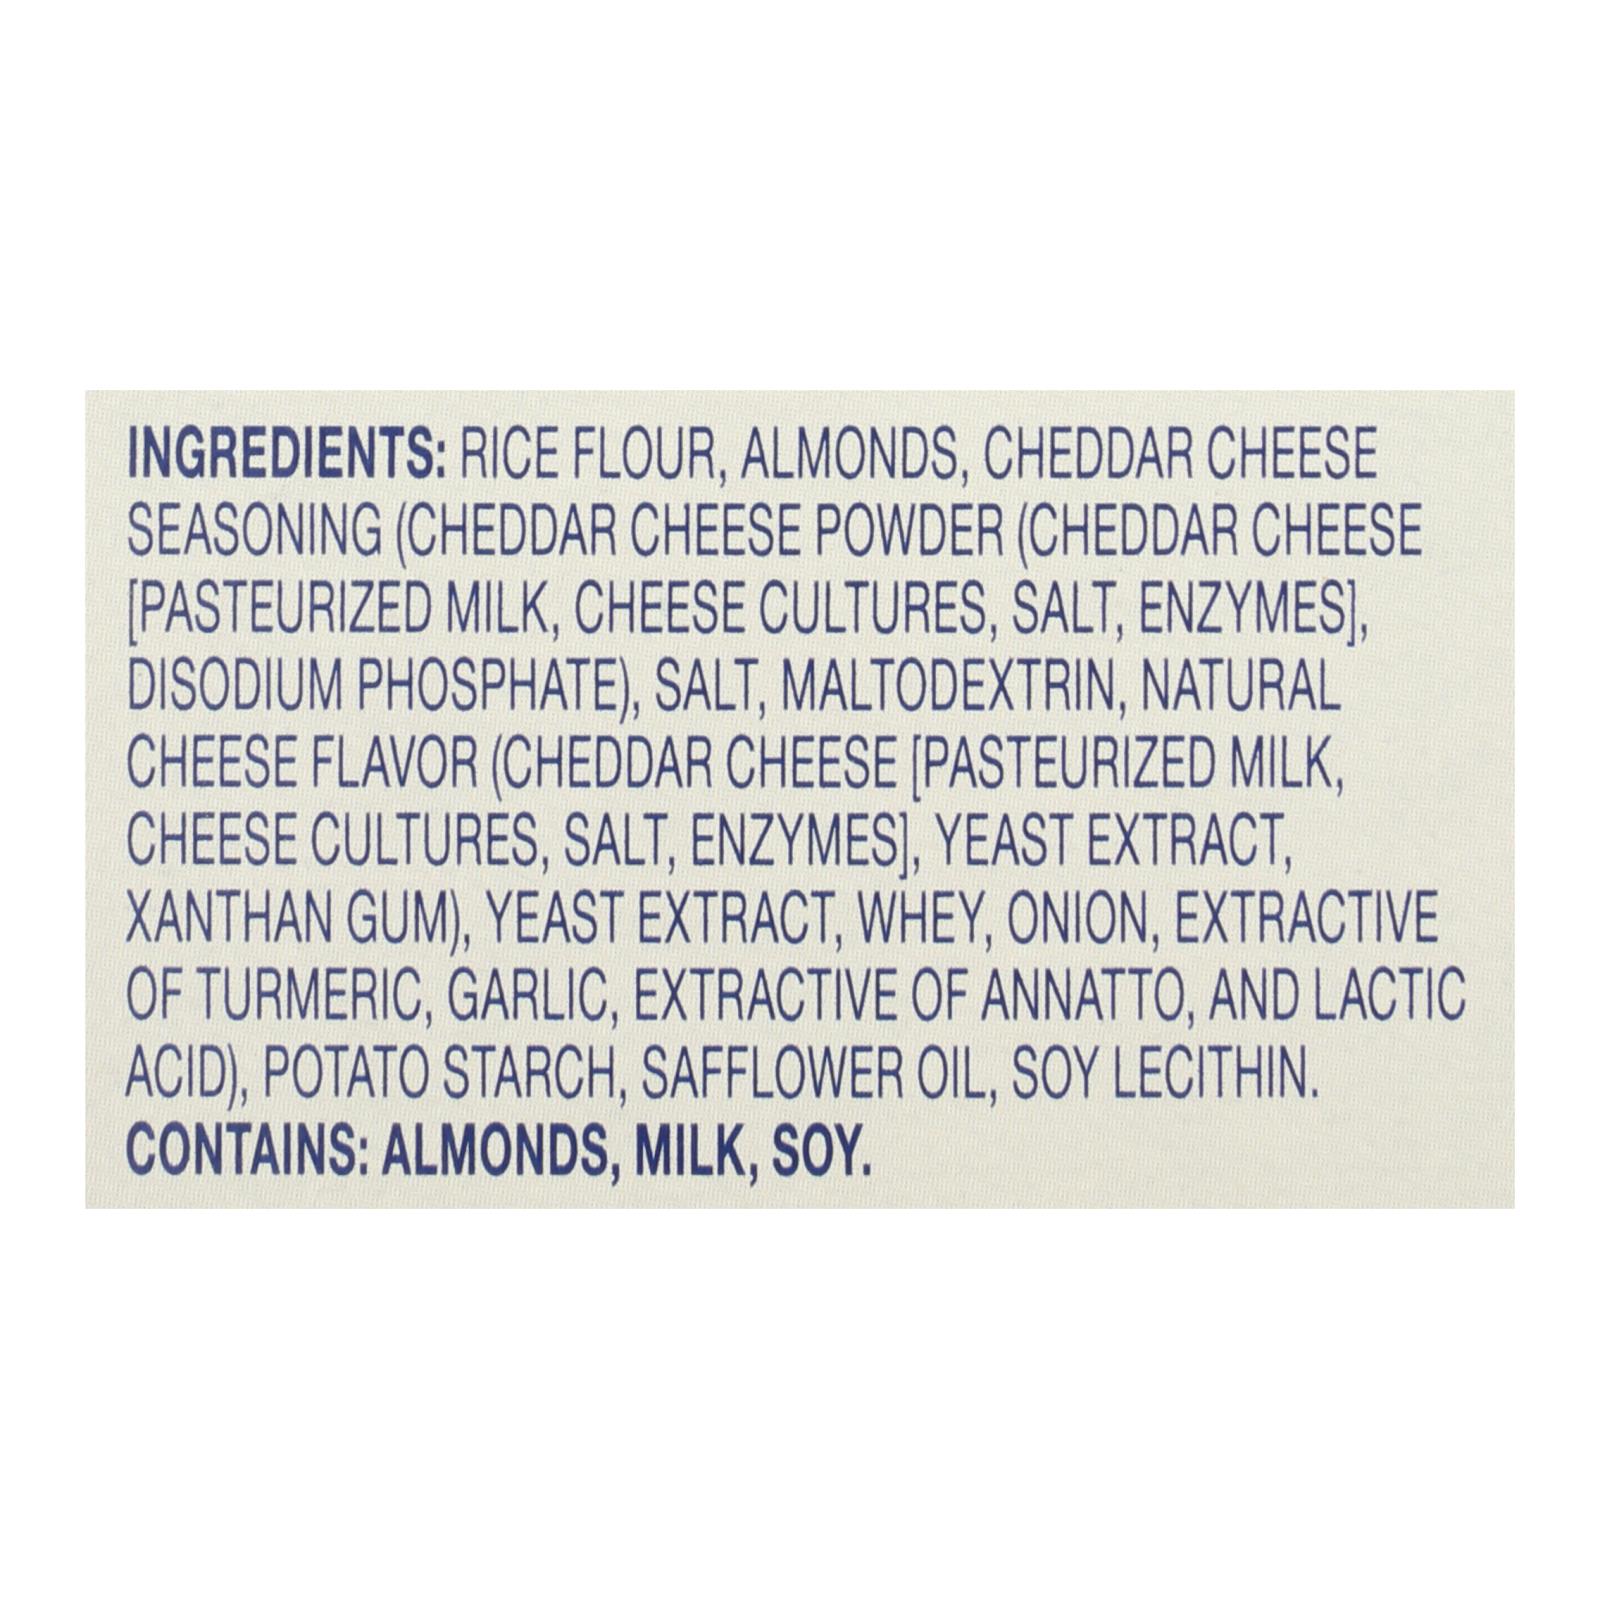 INGREDIENTS: RICE FLOUR, ALMONDS, CHEDDAR CHEESE
SEASONING (CHEDDAR CHEESE POWDER (CHEDDAR CHEESE
[PASTEURIZED MILK, CHEESE CULTURES, SALT, ENZYMES],
DISODIUM PHOSPHATE), SALT, MALTODEXTRIN, NATURAL
CHEESE FLAVOR (CHEDDAR CHEESE [PASTEURIZED MILK,
CHEESE CULTURES, SALT, ENZYMES], YEAST EXTRACT,
XANTHAN GUM), YEAST EXTRACT, WHEY, ONION, EXTRACTIVE
OF TURMERIC, GARLIC, EXTRACTIVE OF ANNATTO, AND LACTIC
ACID), POTATO STARCH, SAFFLOWER OIL, SOY LECITHIN.
CONTAINS: ALMONDS, MILK, SOY.